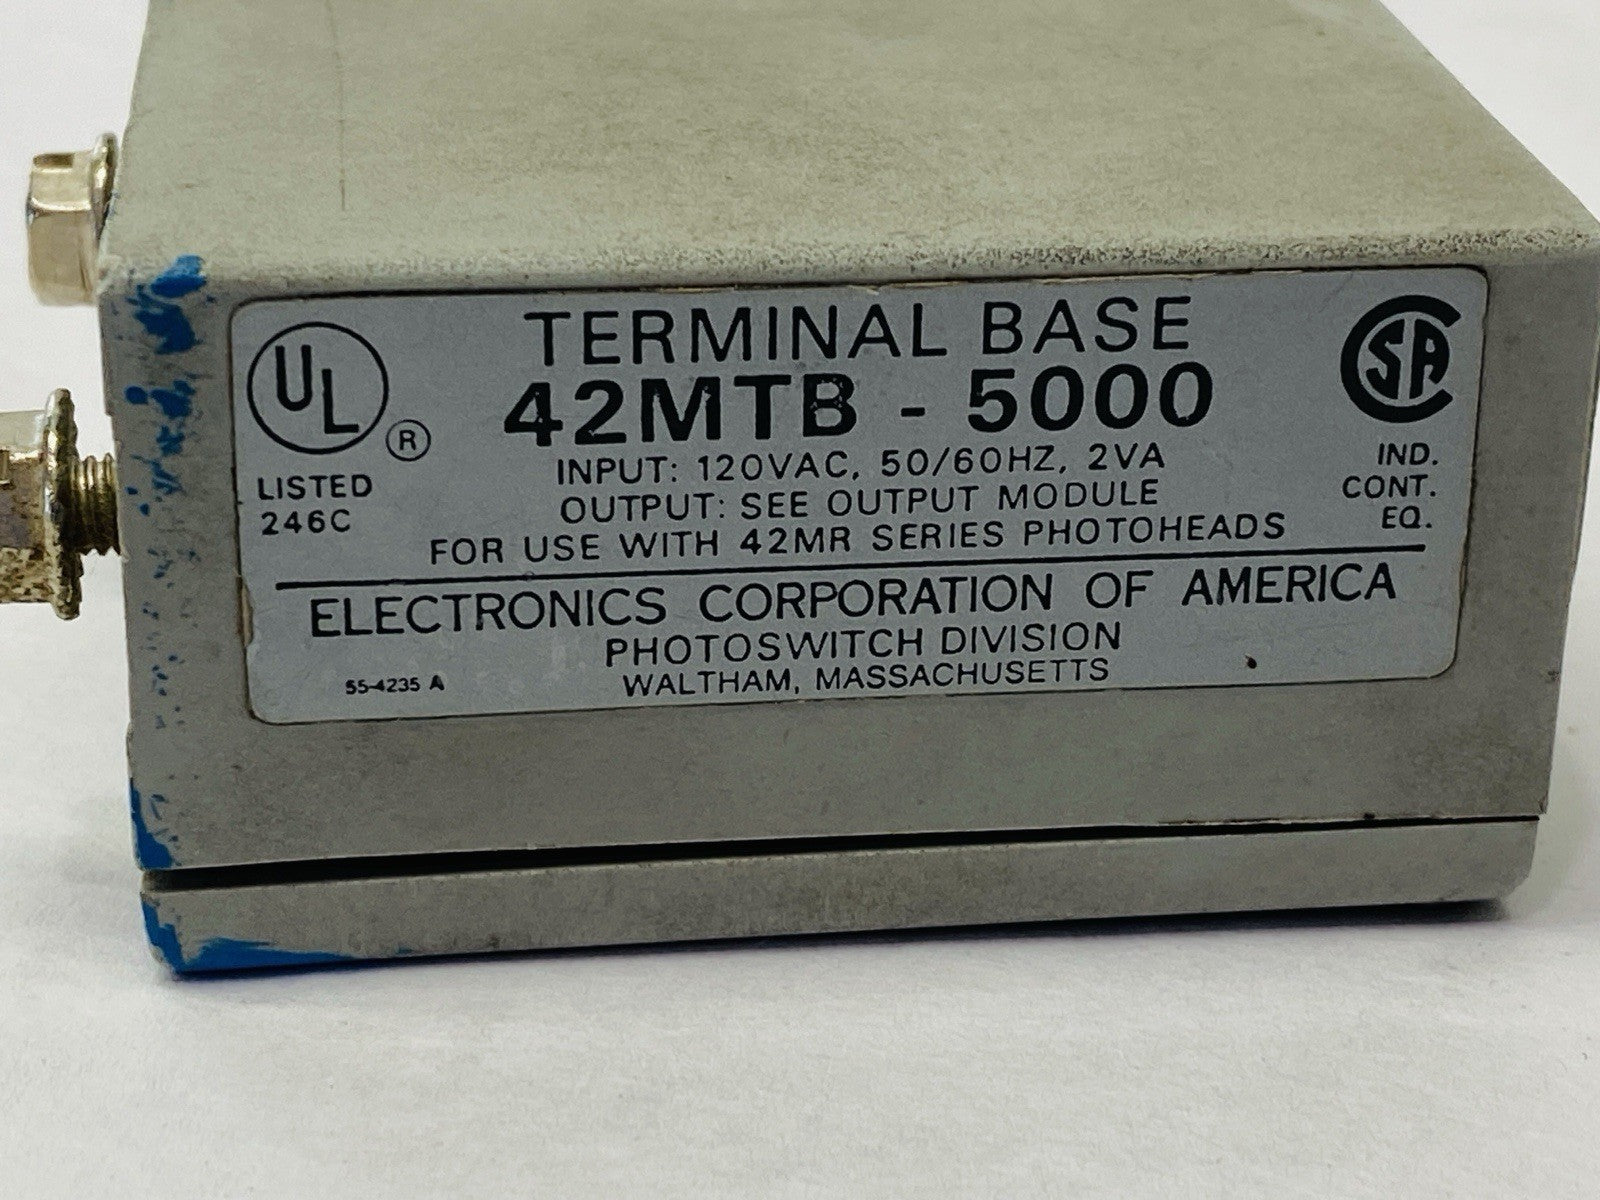 TERMINAL BASE
42MTB - 5000
INPUT: 120VAC, 50/60HZ, 2VA
OUTPUT: SEE OUTPUT MODULE
FOR USE WITH 42MR SERIES PHOTOHEADS
UL ®
LISTED
246C
CSA
IND.
CONT.
EQ.
ELECTRONICS CORPORATION OF AMERICA
PHOTOSWITCH DIVISION
WALTHAM, MASSACHUSETTS
55-4235 A